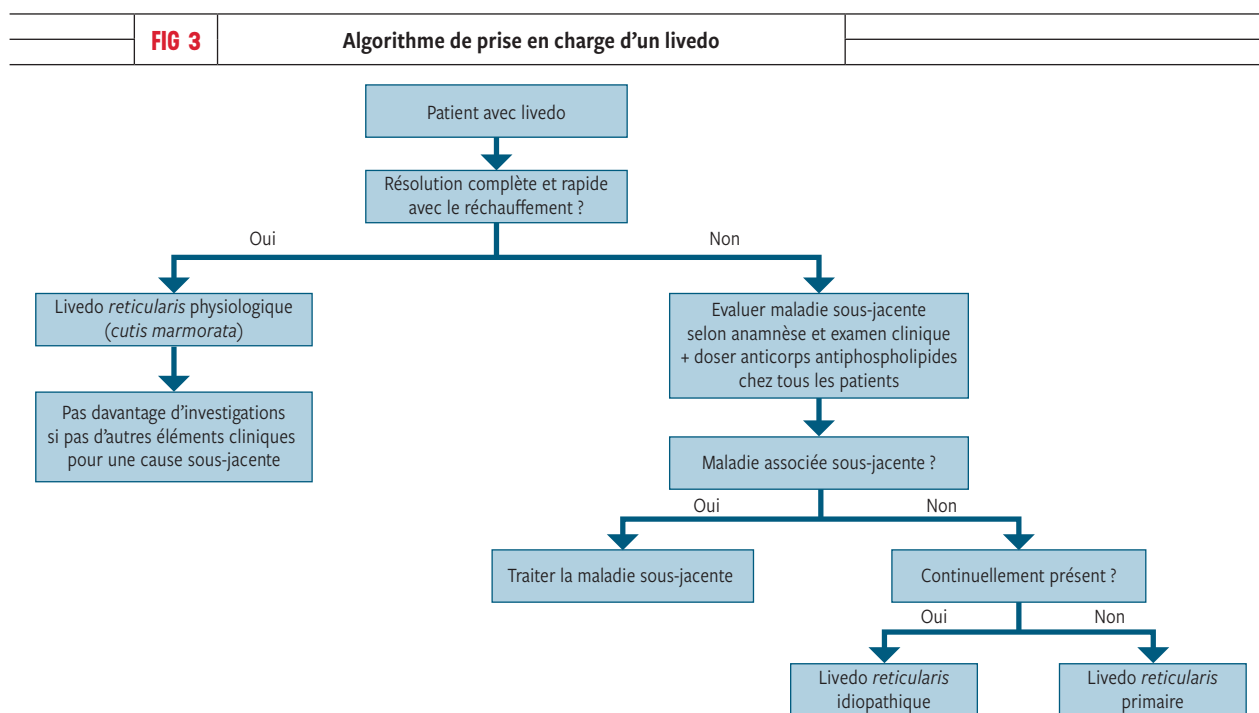 FIG 3
Algorithme de prise en charge d'un livedo
Patient avec livedo
Résolution complète et rapide
avec le réchauffement ?
Oui
Non
Livedo reticularis physiologique
(cutis marmorata)
Pas davantage d'investigations
si pas d'autres éléments cliniques
pour une cause sous-jacente
Evaluer maladie sous-jacente
selon anamnèse et examen clinique
+ doser anticorps antiphospholipides
chez tous les patients
Maladie associée sous-jacente ?
Oui
Non
Traiter la maladie sous-jacente
Continuellement présent ?
Oui
Non
Livedo reticularis
idiopathique
Livedo reticularis
primaire